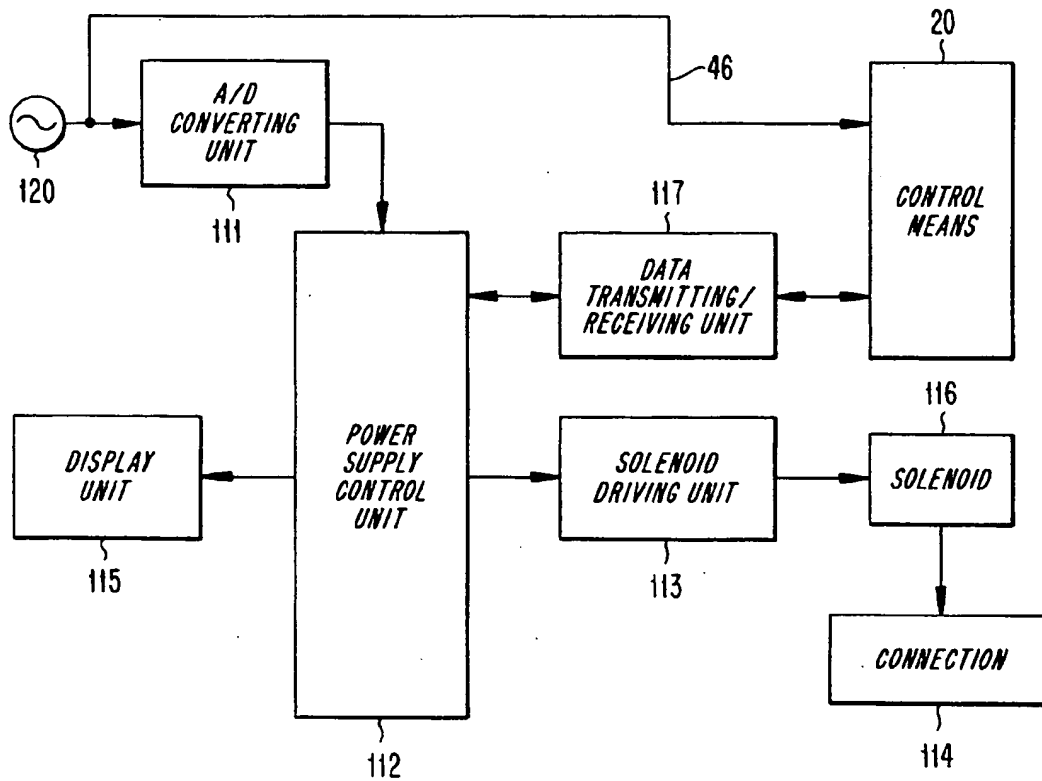 20
46
A/D
CONVERTING
UNIT
120
111
117
CONTROL
MEANS
DATA
TRANSMITTING/
RECEIVING UNIT
116
DISPLAY
UNIT
POWER
SUPPLY
CONTROL
UNIT
SOLENOID
DRIVING UNIT
SOLENOID
115
113
CONNECTION
112
114